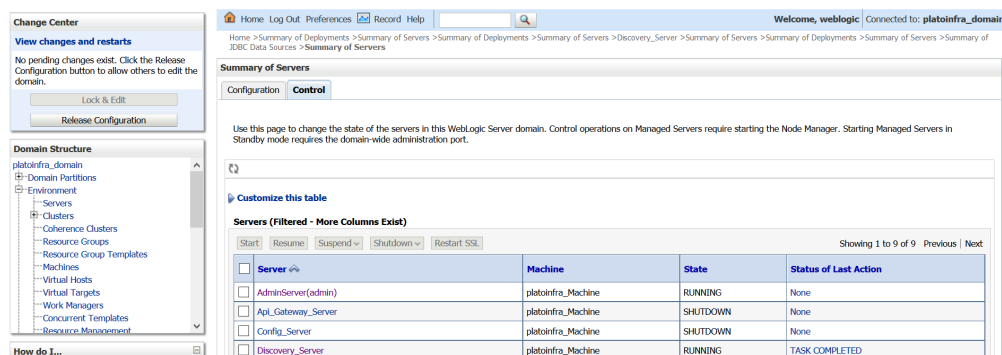 Change Center
View changes and restarts
No pending changes exist. Click the Release
Configuration button to allow others to edit the
domain.
Lock & Edit
Release Configuration
Domain Structure
platoinfra_domain
Domain Partitions
Environment
Servers
Clusters
Coherence Clusters
Resource Groups
Resource Group Templates
Machines
Virtual Hosts
Virtual Targets
Work Managers
Concurrent Templates
Resource Management
How do I...
Home Log Out Preferences Record Help
Welcome, weblogic Connected to: platoinfra_domain
Home >Summary of Deployments >Summary of Servers >Summary of Deployments >Summary of Servers >Discovery_Server >Summary of Servers >Summary of Deployments >Summary of Servers >Summary of
JDBC Data Sources >Summary of Servers
Summary of Servers
Configuration Control
Use this page to change the state of the servers in this WebLogic Server domain. Control operations on Managed Servers require starting the Node Manager. Starting Managed Servers in
Standby mode requires the domain-wide administration port.
Customize this table
Servers (Filtered - More Columns Exist)
Start Resume Suspend Shutdown Restart SSL Showing 1 to 9 of 9 Previous | Next
Server Machine State Status of Last Action
AdminServer(admin) platoinfra_Machine RUNNING None
Api_Gateway_Server platoinfra_Machine SHUTDOWN None
Config_Server platoinfra_Machine SHUTDOWN None
Discovery_Server platoinfra_Machine RUNNING TASK COMPLETED